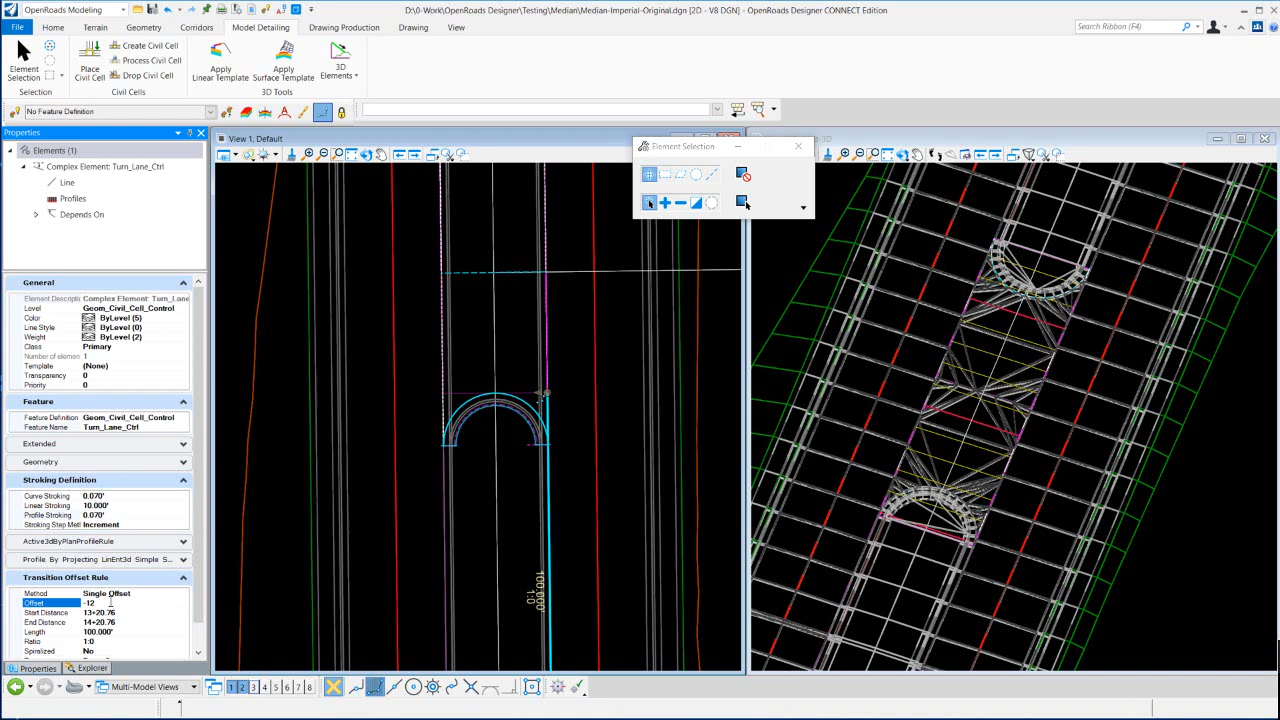 OpenRoads Modeling
D:\0-Work\OpenRoads Designer\Testing\Median\Median-Imperial-Original.dgn [2D - V8 DGN] - OpenRoads Designer CONNECT Edition
File Home Terrain Geometry Corridors Model Detailing Drawing Production Drawing View
Search Ribbon (F4)
Element Selection
Selection
Place Civil Cell
Create Civil Cell
Process Civil Cell
Drop Civil Cell
Civil Cells
Apply Linear Template
Apply Surface Template
3D Elements
3D Tools
No Feature Definition
Properties
Elements (1)
Complex Element: Turn_Lane_Ctrl
Line
Profiles
Depends On
General
Element Descriptic Complex Element: Turn_Lane
Level Geom_Civil_Cell_Control
Color ByLevel (5)
Line Style ByLevel (0)
Weight ByLevel (2)
Class Primary
Number of elemen 1
Template (None)
Transparency 0
Priority 0
Feature
Feature Definition Geom_Civil_Cell_Control
Feature Name Turn_Lane_Ctrl
Extended
Geometry
Stroking Definition
Curve Stroking 0.070'
Linear Stroking 10.000'
Profile Stroking 0.070'
Stroking Step Meth Increment
Active3dByPlanProfileRule
Profile By Projecting LinEnt3d Simple S...
Transition Offset Rule
Method Single Offset
Offset -12
Start Distance 13+20.76
End Distance 14+20.76
Length 100.000'
Ratio 1:0
Spiralized No
Properties Explorer
View 1, Default
Element Selection
-3D
100.000'
1:0
Multi-Model Views
1 2 3 4 5 6 7 8